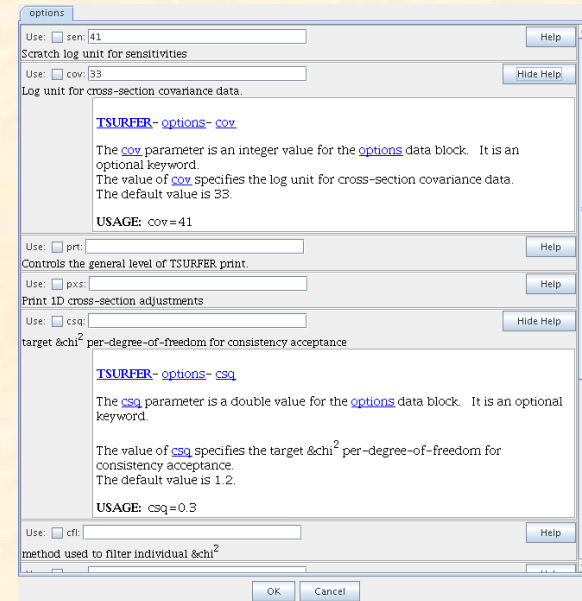 options
Use: sen: 41 Help
Scratch log unit for sensitivities
Use: cov: 33 Hide Help
Log unit for cross-section covariance data.
TSURFER- options- cov
The cov parameter is an integer value for the options data block. It is an
optional keyword.
The value of cov specifies the log unit for cross-section covariance data.
The default value is 33.
USAGE: cov=41
Use: prt: Help
Controls the general level of TSURFER print.
Use: pxs: Help
Print 1D cross-section adjustments
Use: csq: Hide Help
target &chi² per-degree-of-freedom for consistency acceptance
TSURFER- options- csq
The csq parameter is a double value for the options data block. It is an optional
keyword.
The value of csq specifies the target &chi² per-degree-of-freedom for
consistency acceptance.
The default value is 1.2.
USAGE: csq=0.3
Use: cfl: Help
method used to filter individual &chi²
OK Cancel